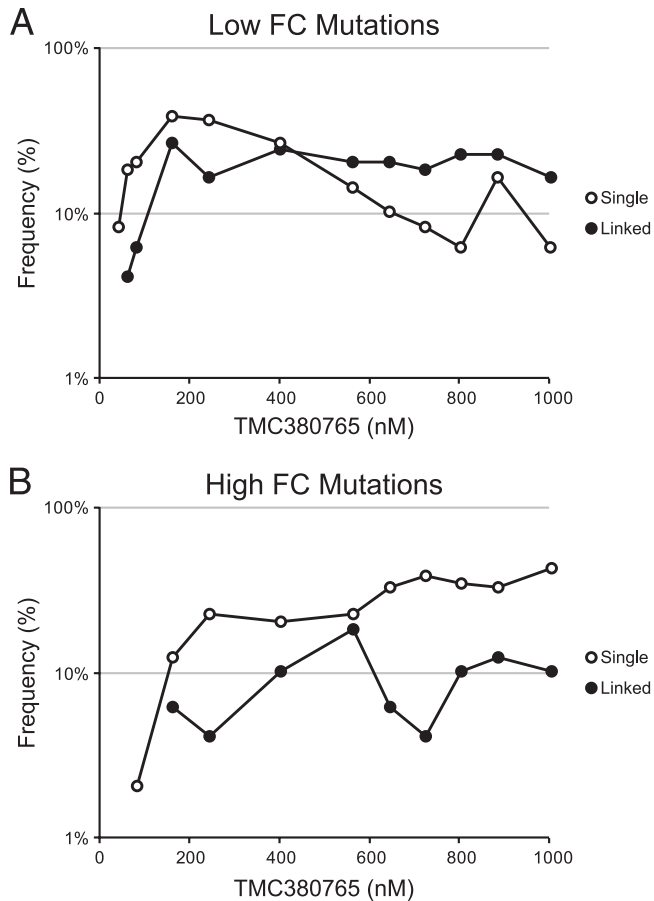 A
Low FC Mutations
100%
10%
1%
Frequency (%)
0 200 400 600 800 1000
TMC380765 (nM)
Single
Linked
B
High FC Mutations
100%
10%
1%
Frequency (%)
0 200 400 600 800 1000
TMC380765 (nM)
Single
Linked